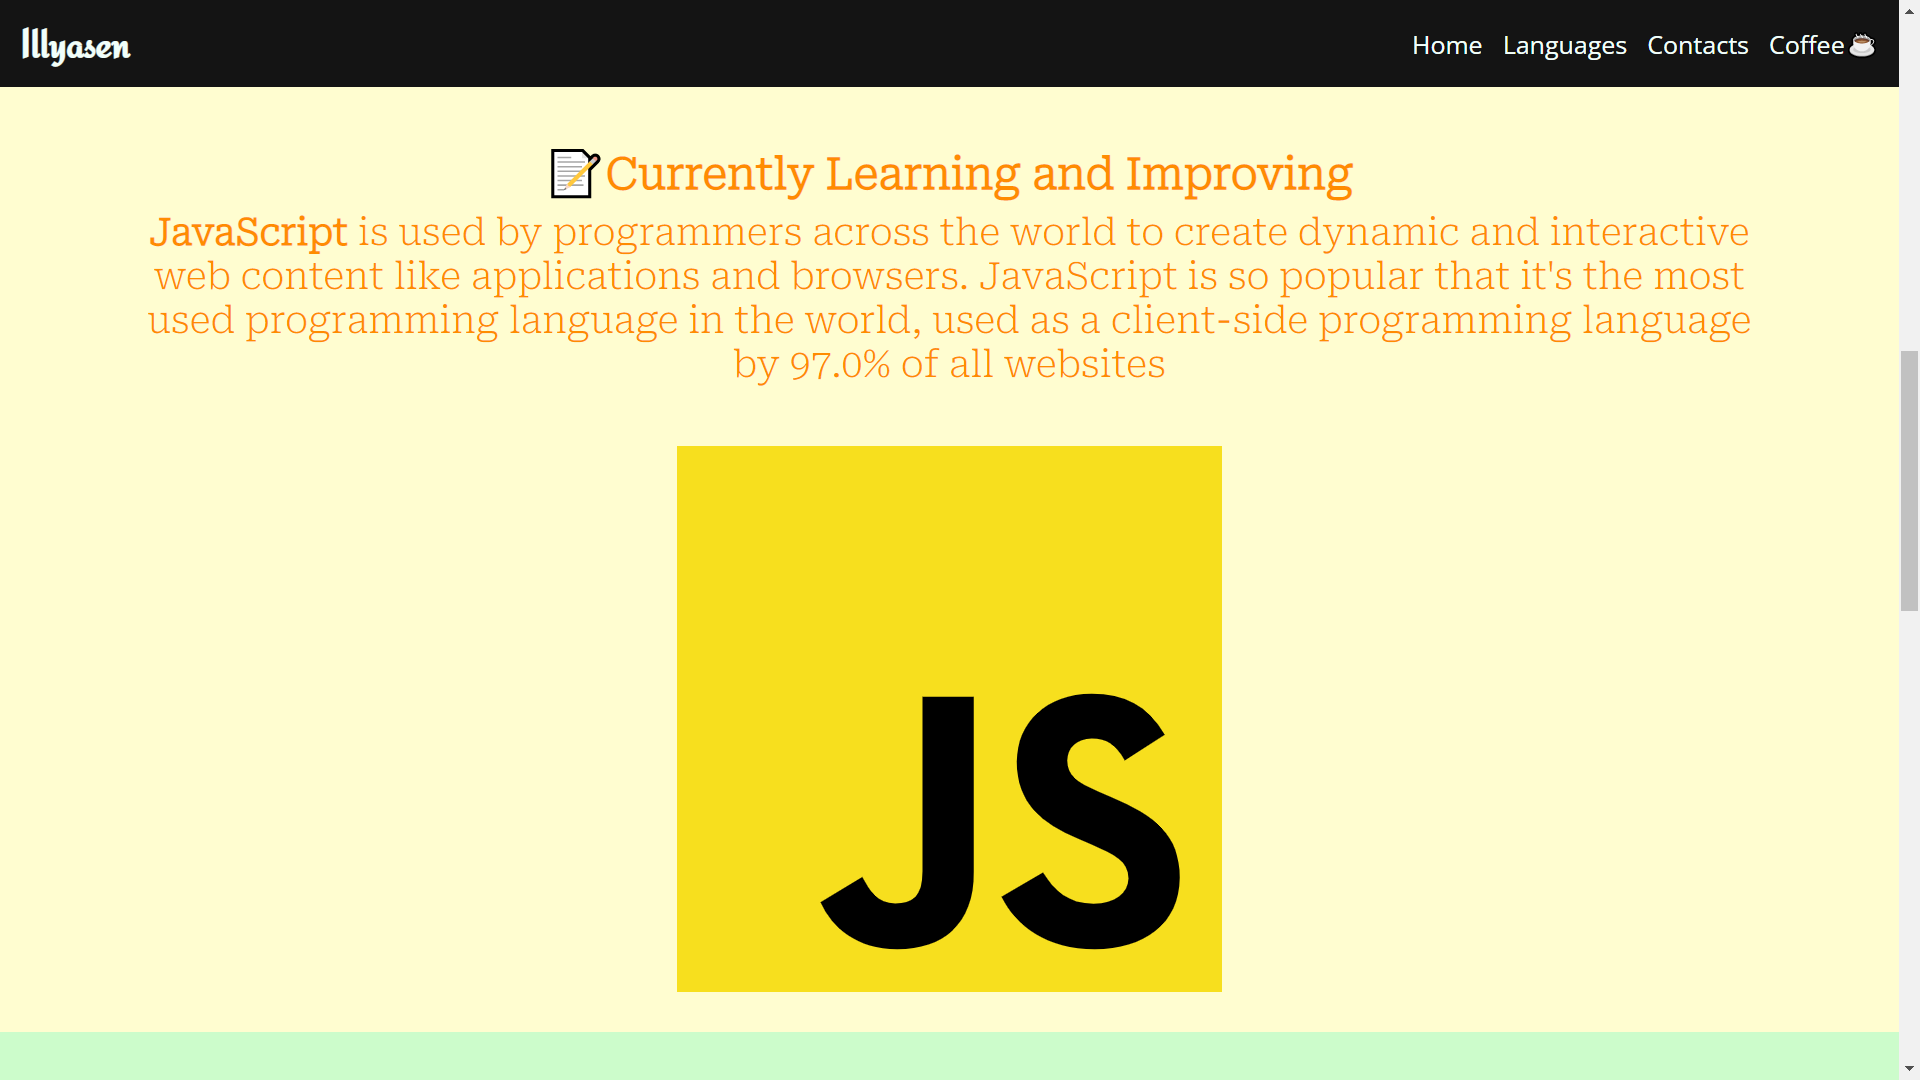 Illyasen
Home Languages Contacts Coffee☕
📝Currently Learning and Improving
JavaScript is used by programmers across the world to create dynamic and interactive
web content like applications and browsers. JavaScript is so popular that it's the most
used programming language in the world, used as a client-side programming language
by 97.0% of all websites
JS